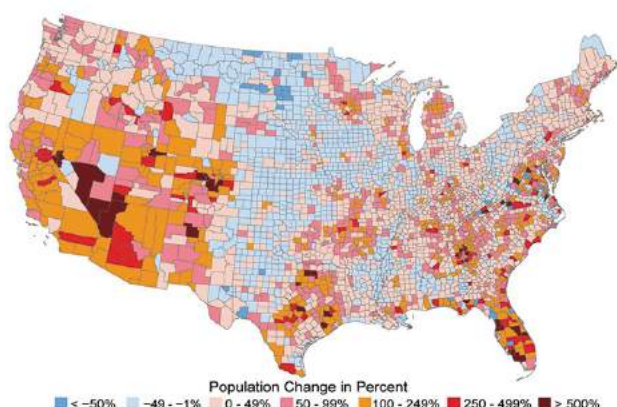 Population Change in Percent
< −50% −49 - −1% 0 - 49% 50 - 99% 100 - 249% 250 - 499% > 500%